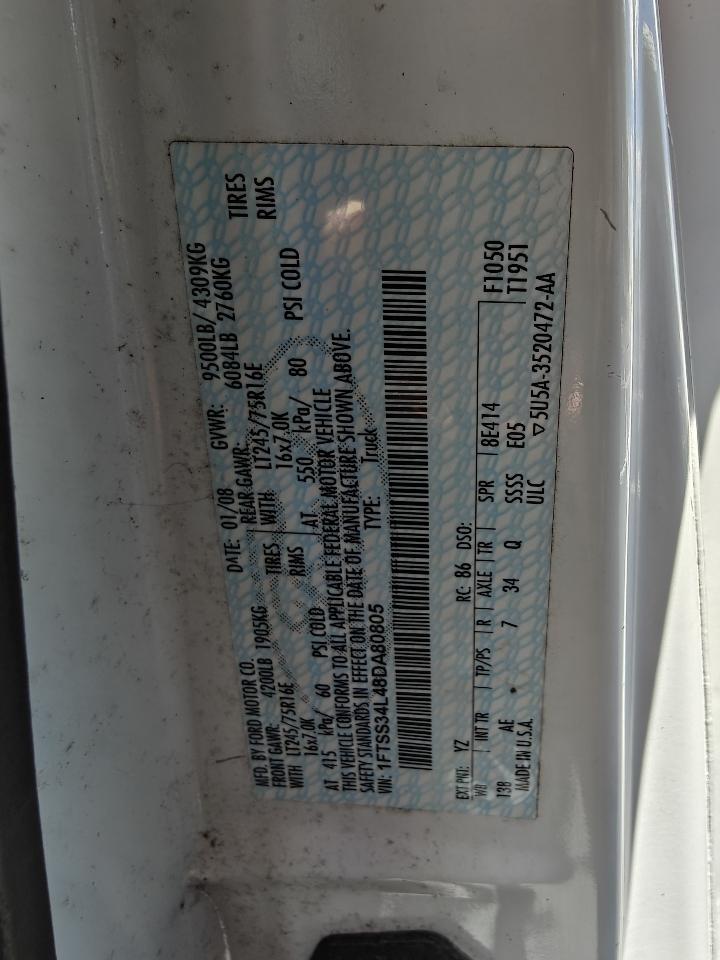 MFD. BY FORD MOTOR CO.
DATE: 01/08 GVWR: 9500LB/ 4309KG
FRONT GAWR: 4200LB 1905KG REAR GAWR: 6084LB 2760KG
WITH LT245/75R16E TIRES WITH LT245/75R16E TIRES
16x7.0K RIMS 16x7.0K RIMS
AT 415 kPa/ 60 PSI COLD AT 550 kPa/ 80 PSI COLD
THIS VEHICLE CONFORMS TO ALL APPLICABLE FEDERAL MOTOR VEHICLE
SAFETY STANDARDS IN EFFECT ON THE DATE OF MANUFACTURE SHOWN ABOVE.
VIN: 1FTSS34L48DA80805 TYPE: Truck
EXT PNT: YZ RC: 86 DSO:
WB INT TR TP/PS R AXLE TR SPR 8E414 F1050
138 AE 7 34 Q SSSS E05 T1951
MADE IN U.S.A. ULC ▽5U5A-3520472-AA